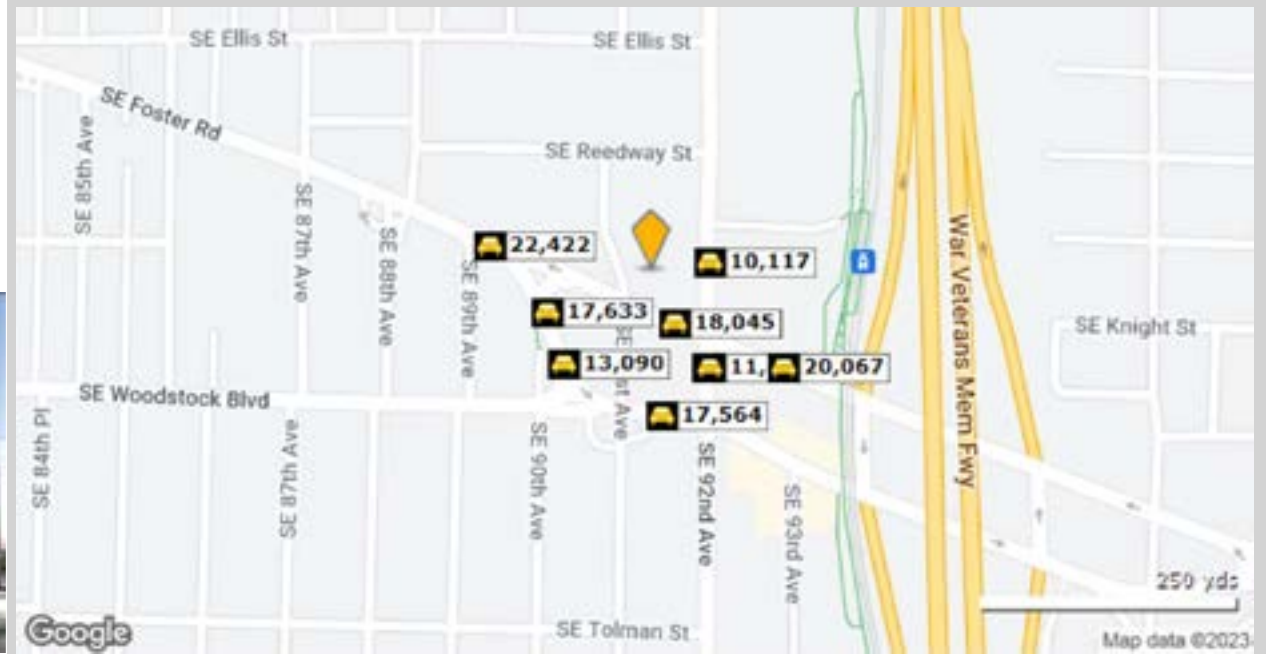 SE Ellis St
SE Ellis St
SE Foster Rd
SE 85th Ave
SE Reedway St
SE 87th Ave
SE 88th Ave
SE 89th Ave
War Veterans Mem Fwy
22,422
10,117
17,633
18,045
SE Knight St
13,090
11,
20,067
SE Woodstock Blvd
17,564
SE 84th Pl
SE 87th Ave
SE 90th Ave
SE
st Ave
SE 92nd Ave
SE 93rd Ave
250 yds
SE Tolman St
Google
Map data ©2023